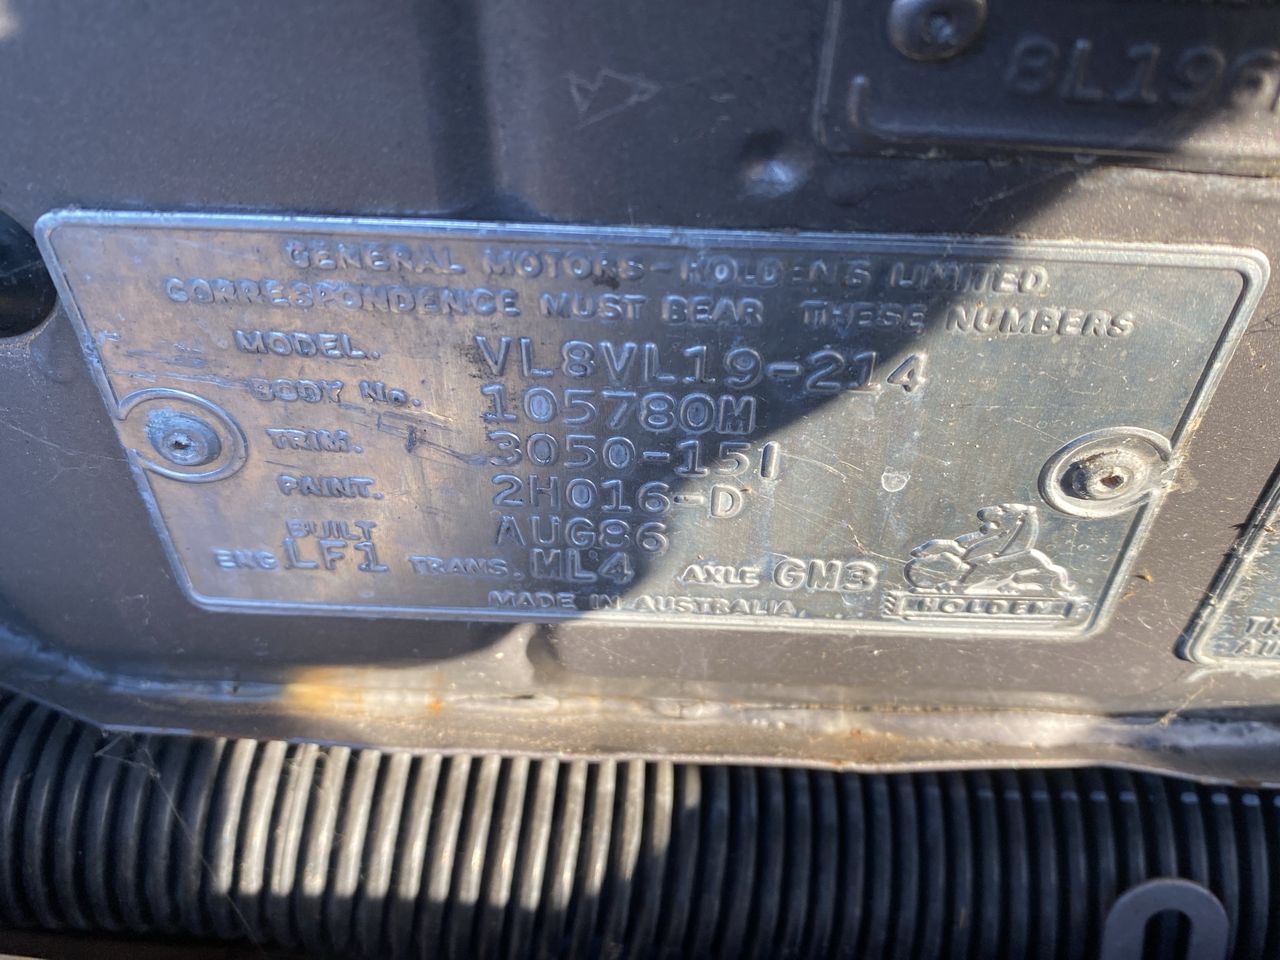 8L19
GENERAL MOTORS-HOLDEN'S LIMITED
CORRESPONDENCE MUST BEAR THESE NUMBERS
MODEL. VL8VL19-214
BODY No. 105780M
TRIM. 3050-151
PAINT. 2H016-D
BUILT AUG86
ENG LF1 TRANS. ML4 AXLE GM3
MADE IN AUSTRALIA
HOLDEN